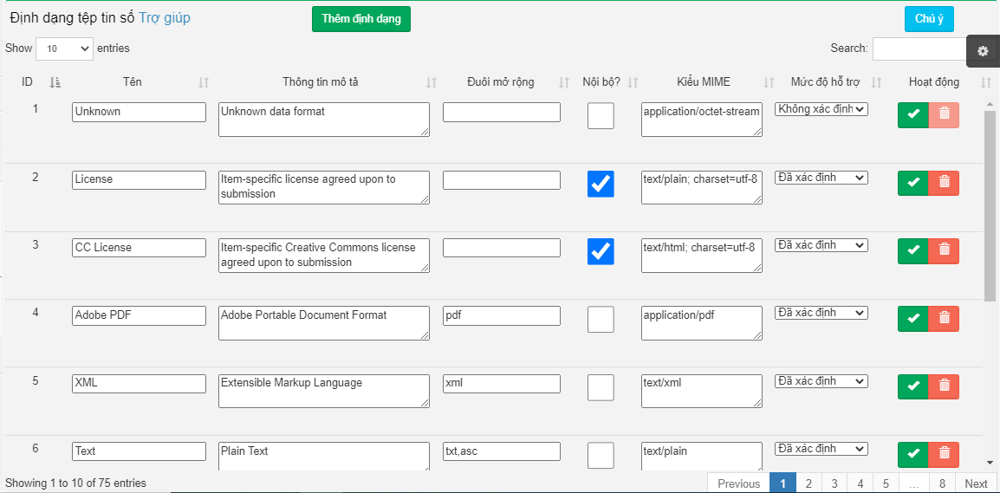 Định dạng tệp tin số Trợ giúp
Thêm định dạng
Chú ý
Show 10 entries
Search:
ID Tên Thông tin mô tả Đuôi mở rộng Nội bộ? Kiểu MIME Mức độ hỗ trợ Hoạt động
1 Unknown Unknown data format application/octet-stream Không xác định
2 License Item-specific license agreed upon to text/plain; charset=utf-8 Đã xác định
submission
3 CC License Item-specific Creative Commons license text/html; charset=utf-8 Đã xác định
agreed upon to submission
4 Adobe PDF Adobe Portable Document Format pdf application/pdf Đã xác định
5 XML Extensible Markup Language xml text/xml Đã xác định
6 Text Plain Text txt,asc text/plain Đã xác định
Showing 1 to 10 of 75 entries
Previous 1 2 3 4 5 ... 8 Next